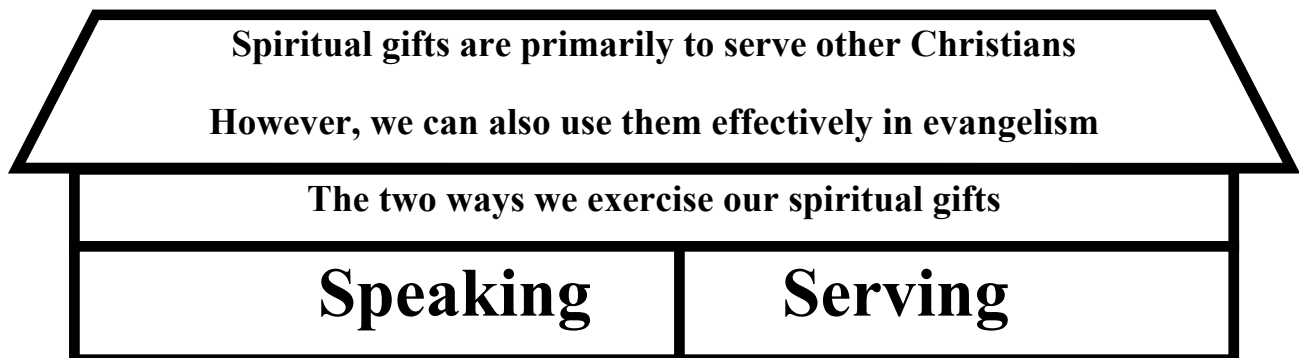 Spiritual gifts are primarily to serve other Christians
However, we can also use them effectively in evangelism
The two ways we exercise our spiritual gifts
Speaking Serving